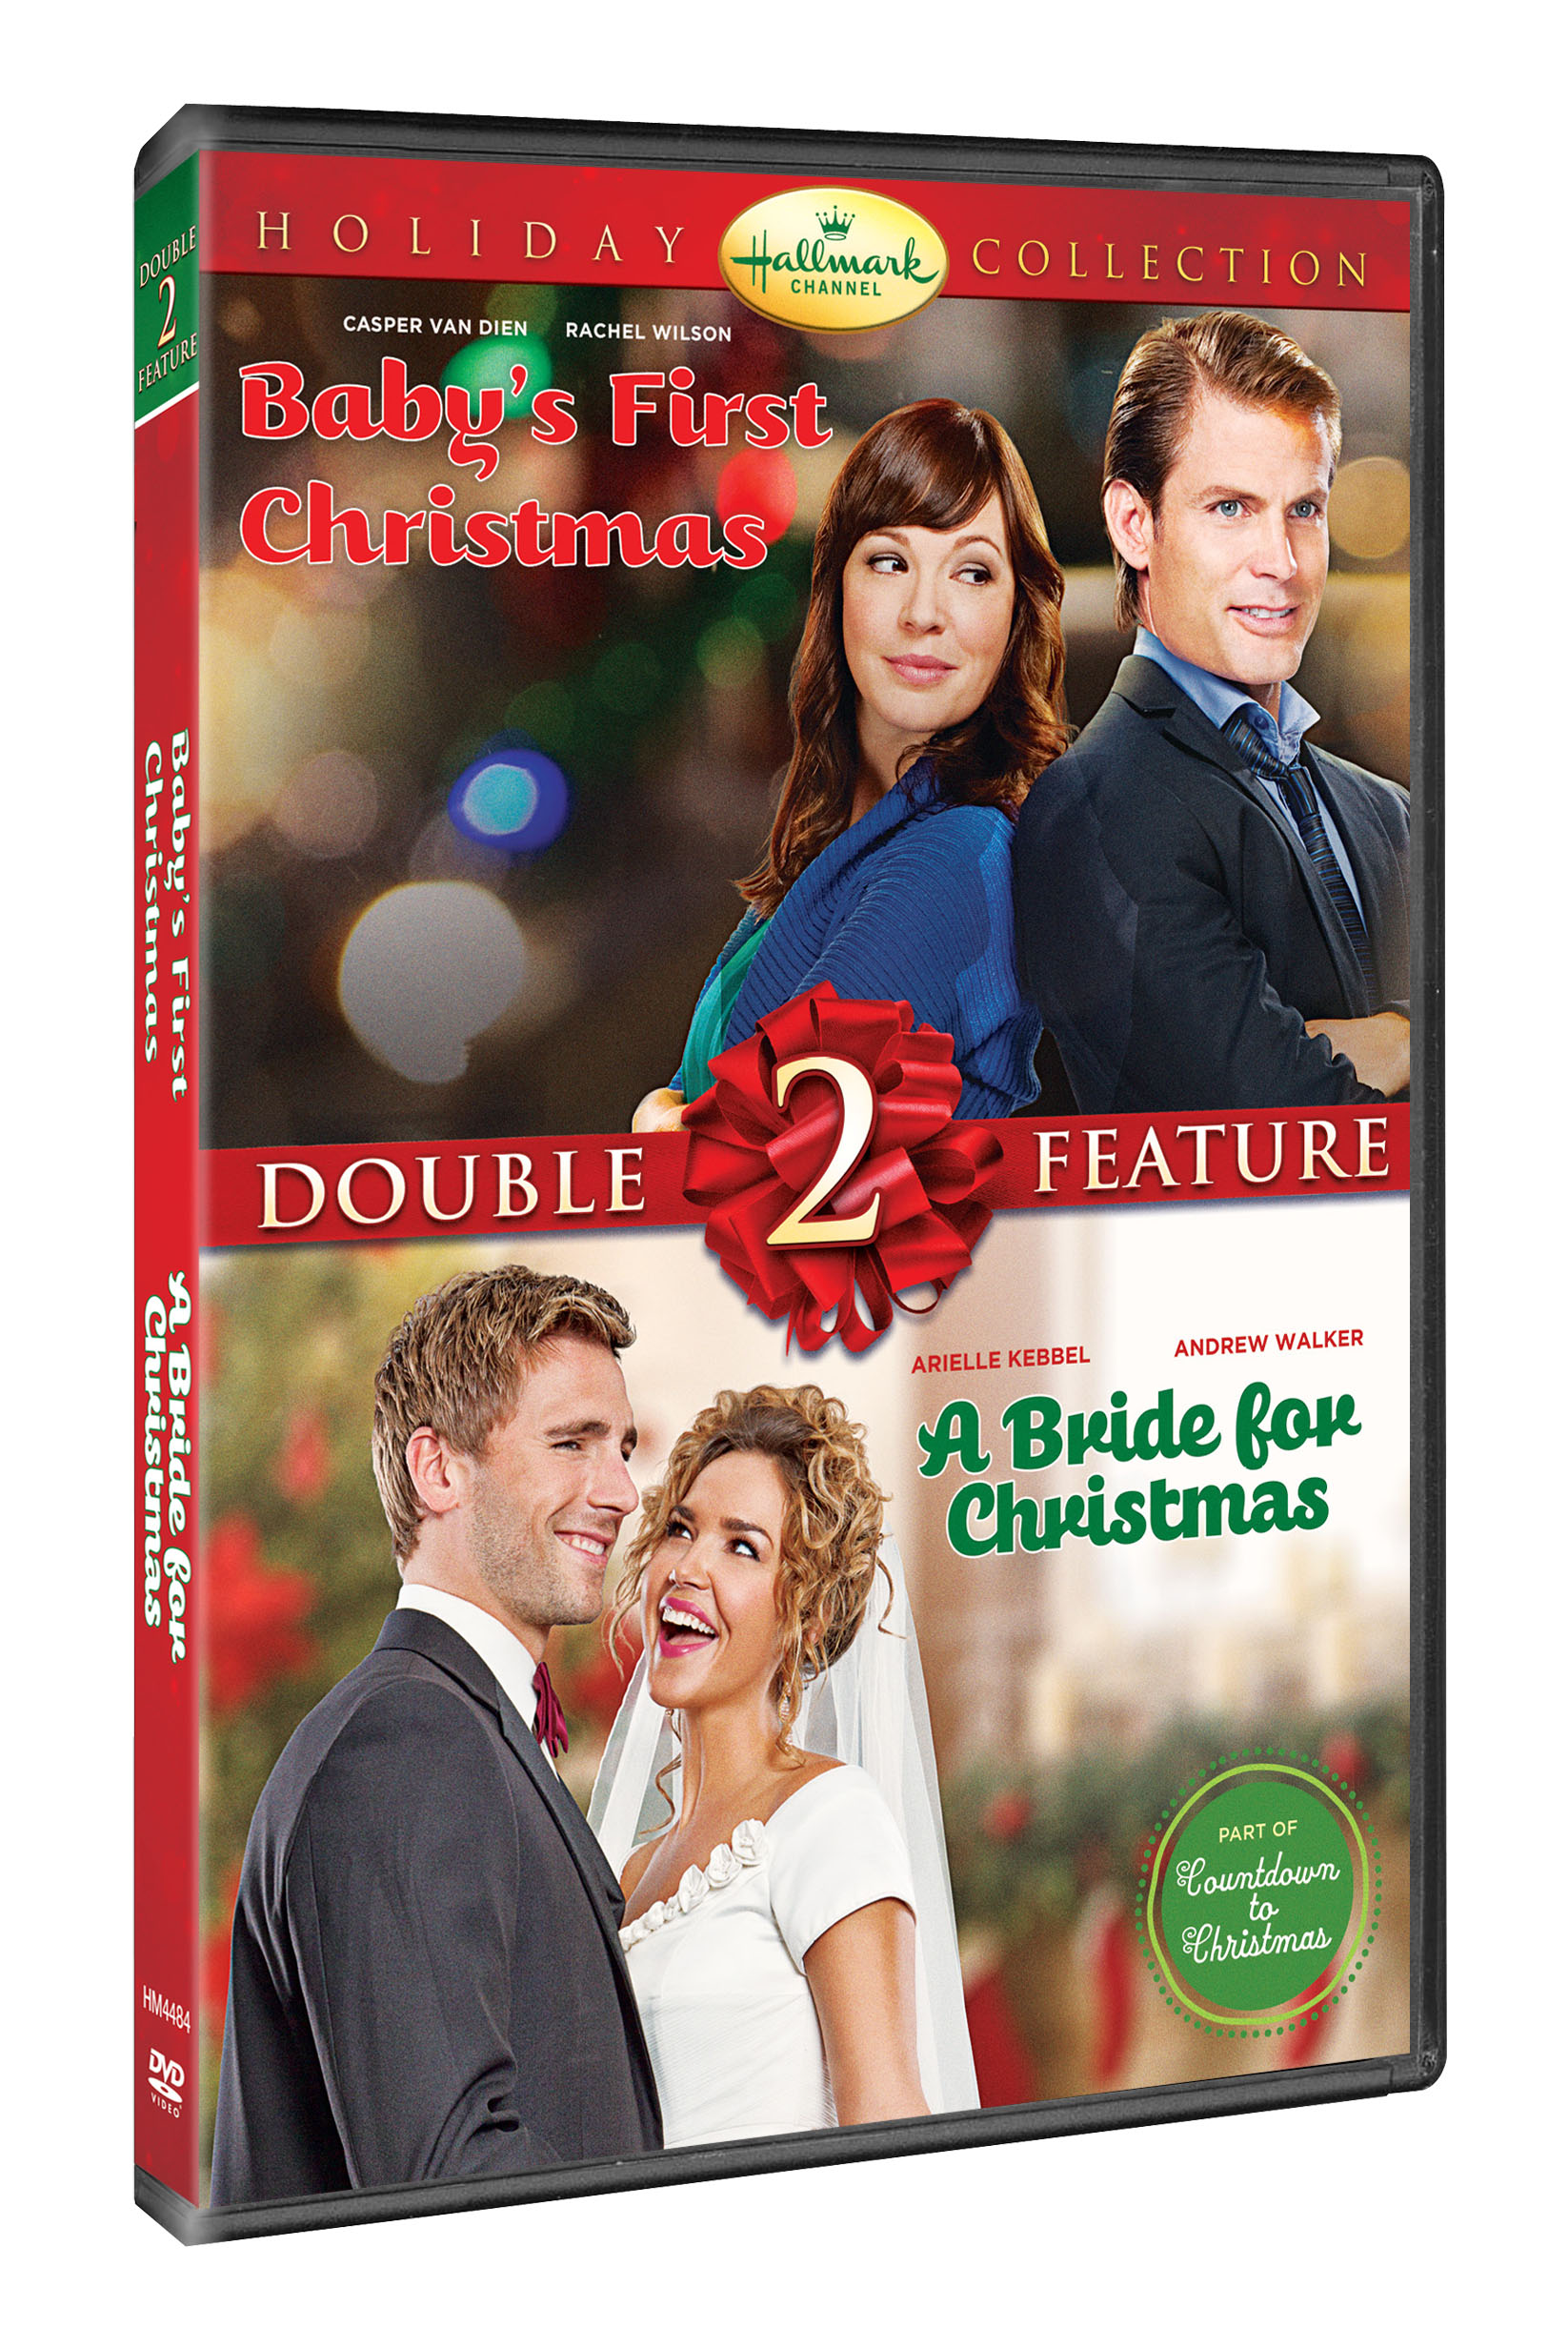 HOLIDAY Hallmark CHANNEL COLLECTION
CASPER VAN DIEN RACHEL WILSON
Baby's First
Christmas
DOUBLE 2 FEATURE
ARIELLE KEBBEL ANDREW WALKER
A Bride for
Christmas
PART OF
Countdown
to
Christmas
DOUBLE
2
FEATURE
Baby's First
Christmas
A Bride for
Christmas
HM4484
DVD
VIDEO